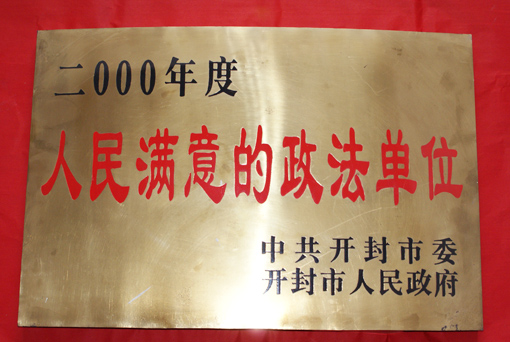 二000年度
人民满意的政法单位
中共开封市委
开封市人民政府